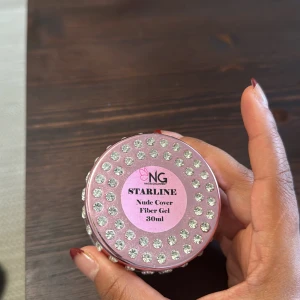 NG
STARLINE
Nude Cover
Fiber Gel
30ml